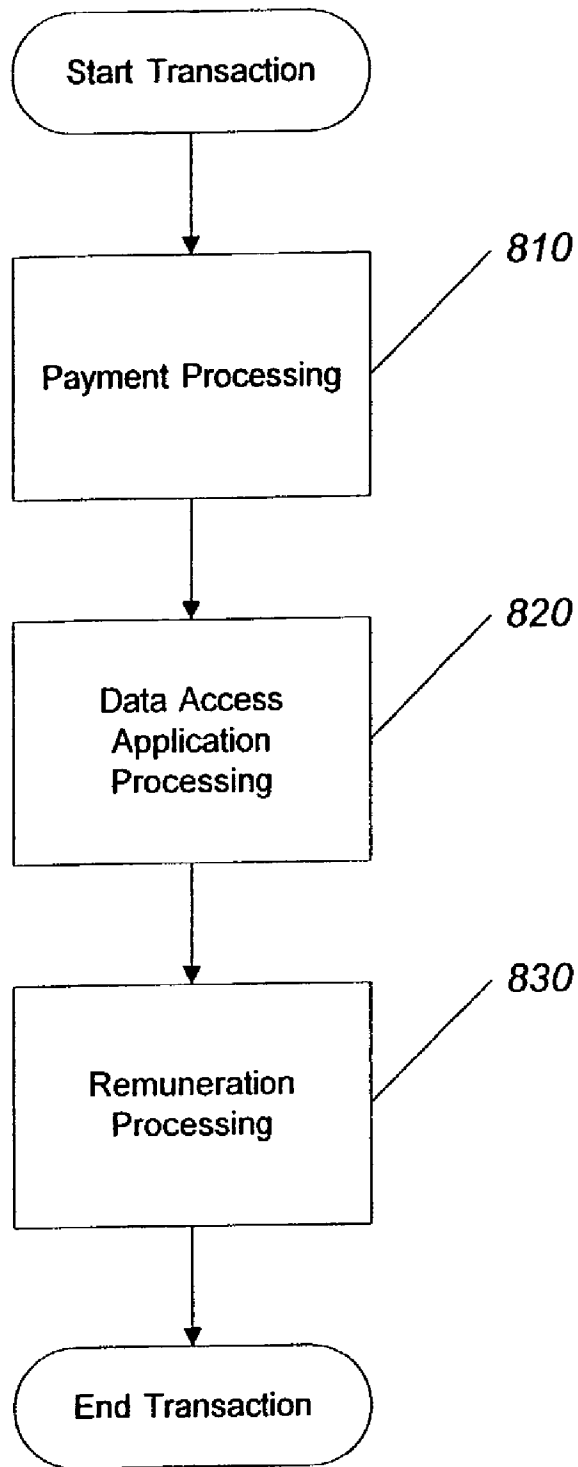 Start Transaction
810
Payment Processing
820
Data Access
Application
Processing
830
Remuneration
Processing
End Transaction